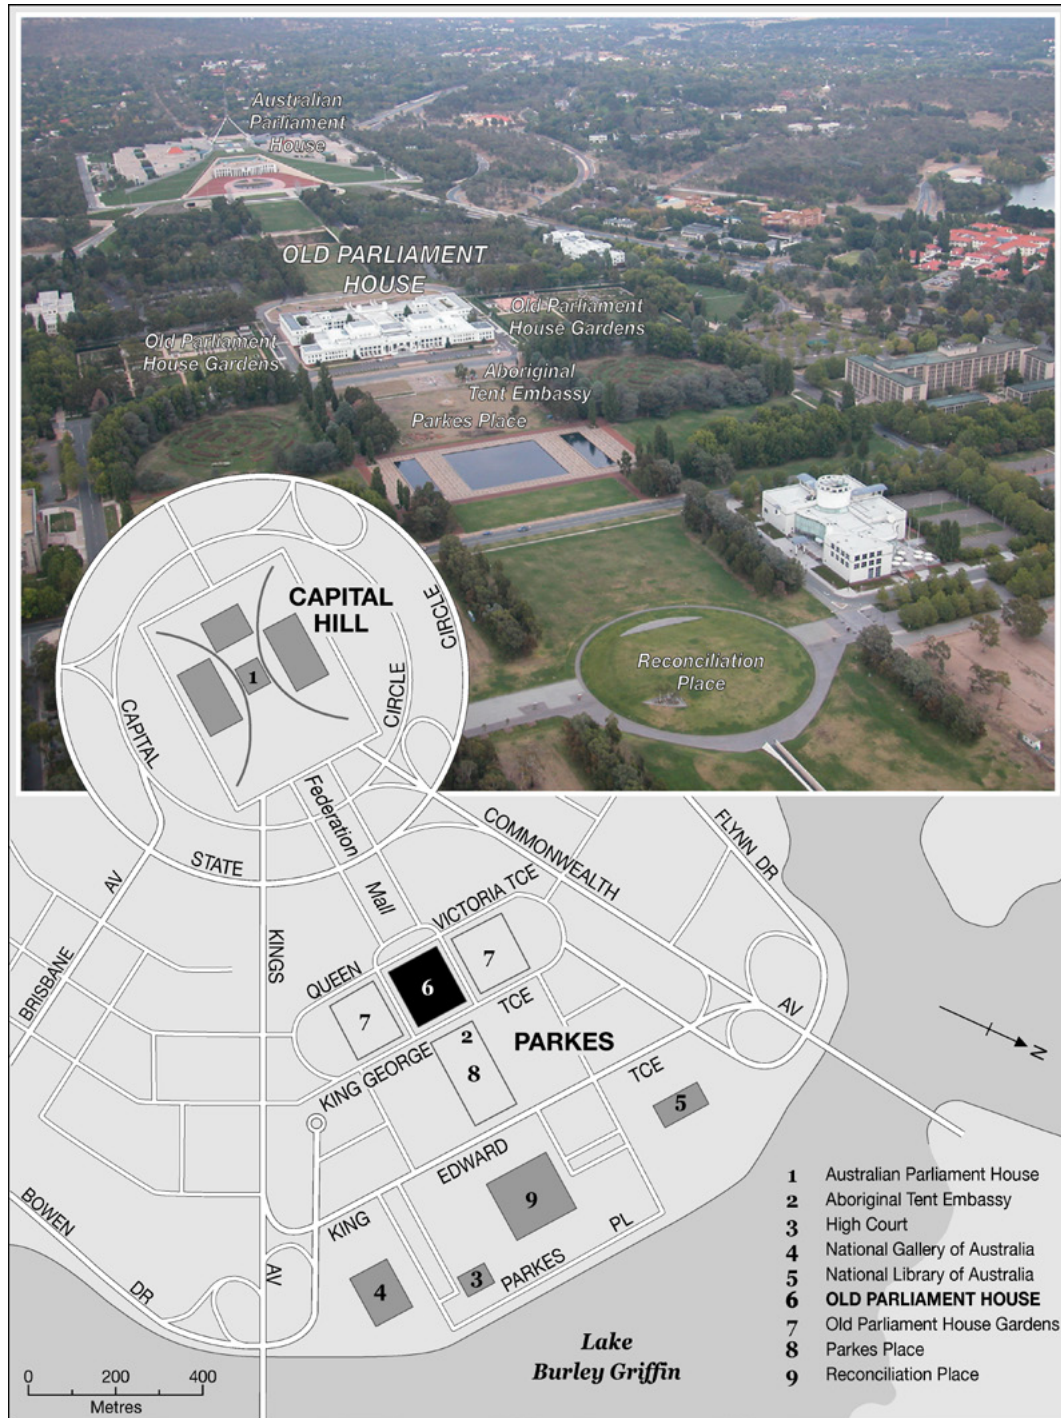 Australian
Parliament
House
OLD PARLIAMENT
HOUSE
Old Parliament
House Gardens
Old Parliament
House Gardens
Aboriginal
Tent Embassy
Parkes Place
Reconciliation
Place
CAPITAL
HILL
1
CIRCLE
CIRCLE
CAPITAL
STATE
Federation
Mall
COMMONWEALTH
AV
FLYNN DR
BRISBANE
AV
KINGS
AV
QUEEN
VICTORIA TCE
6
7
7
KING GEORGE
TCE
2
8
PARKES
N
KING
EDWARD
TCE
5
9
4
3
PARKES
PL
BOWEN
DR
Lake
Burley Griffin
1 Australian Parliament House
2 Aboriginal Tent Embassy
3 High Court
4 National Gallery of Australia
5 National Library of Australia
6 OLD PARLIAMENT HOUSE
7 Old Parliament House Gardens
8 Parkes Place
9 Reconciliation Place
0 200 400
Metres